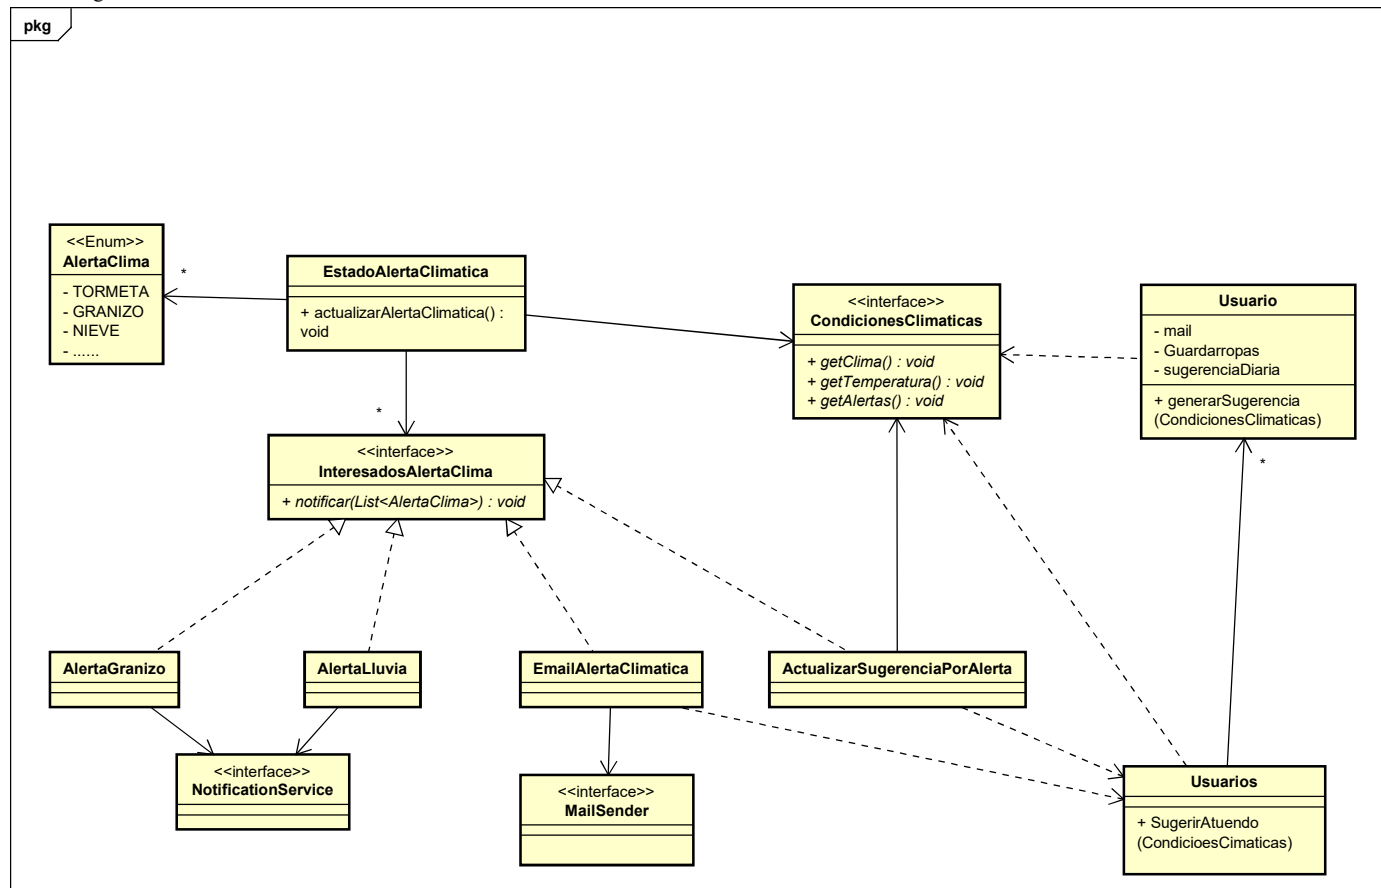 pkg
<<Enum>>
AlertaClima
- TORMETA
- GRANIZO
- NIEVE
- ......
*
EstadoAlertaClimatica
+ actualizarAlertaClimatica() :
void
*
<<interface>>
CondicionesClimaticas
+ getClima() : void
+ getTemperatura() : void
+ getAlertas() : void
Usuario
- mail
- Guardarropas
- sugerenciaDiaria
+ generarSugerencia
(CondicionesClimaticas)
*
<<interface>>
InteresadosAlertaClima
+ notificar(List<AlertaClima>) : void
AlertaGranizo
AlertaLluvia
EmailAlertaClimatica
ActualizarSugerenciaPorAlerta
<<interface>>
NotificationService
<<interface>>
MailSender
Usuarios
+ SugerirAtuendo
(CondicioesCimaticas)